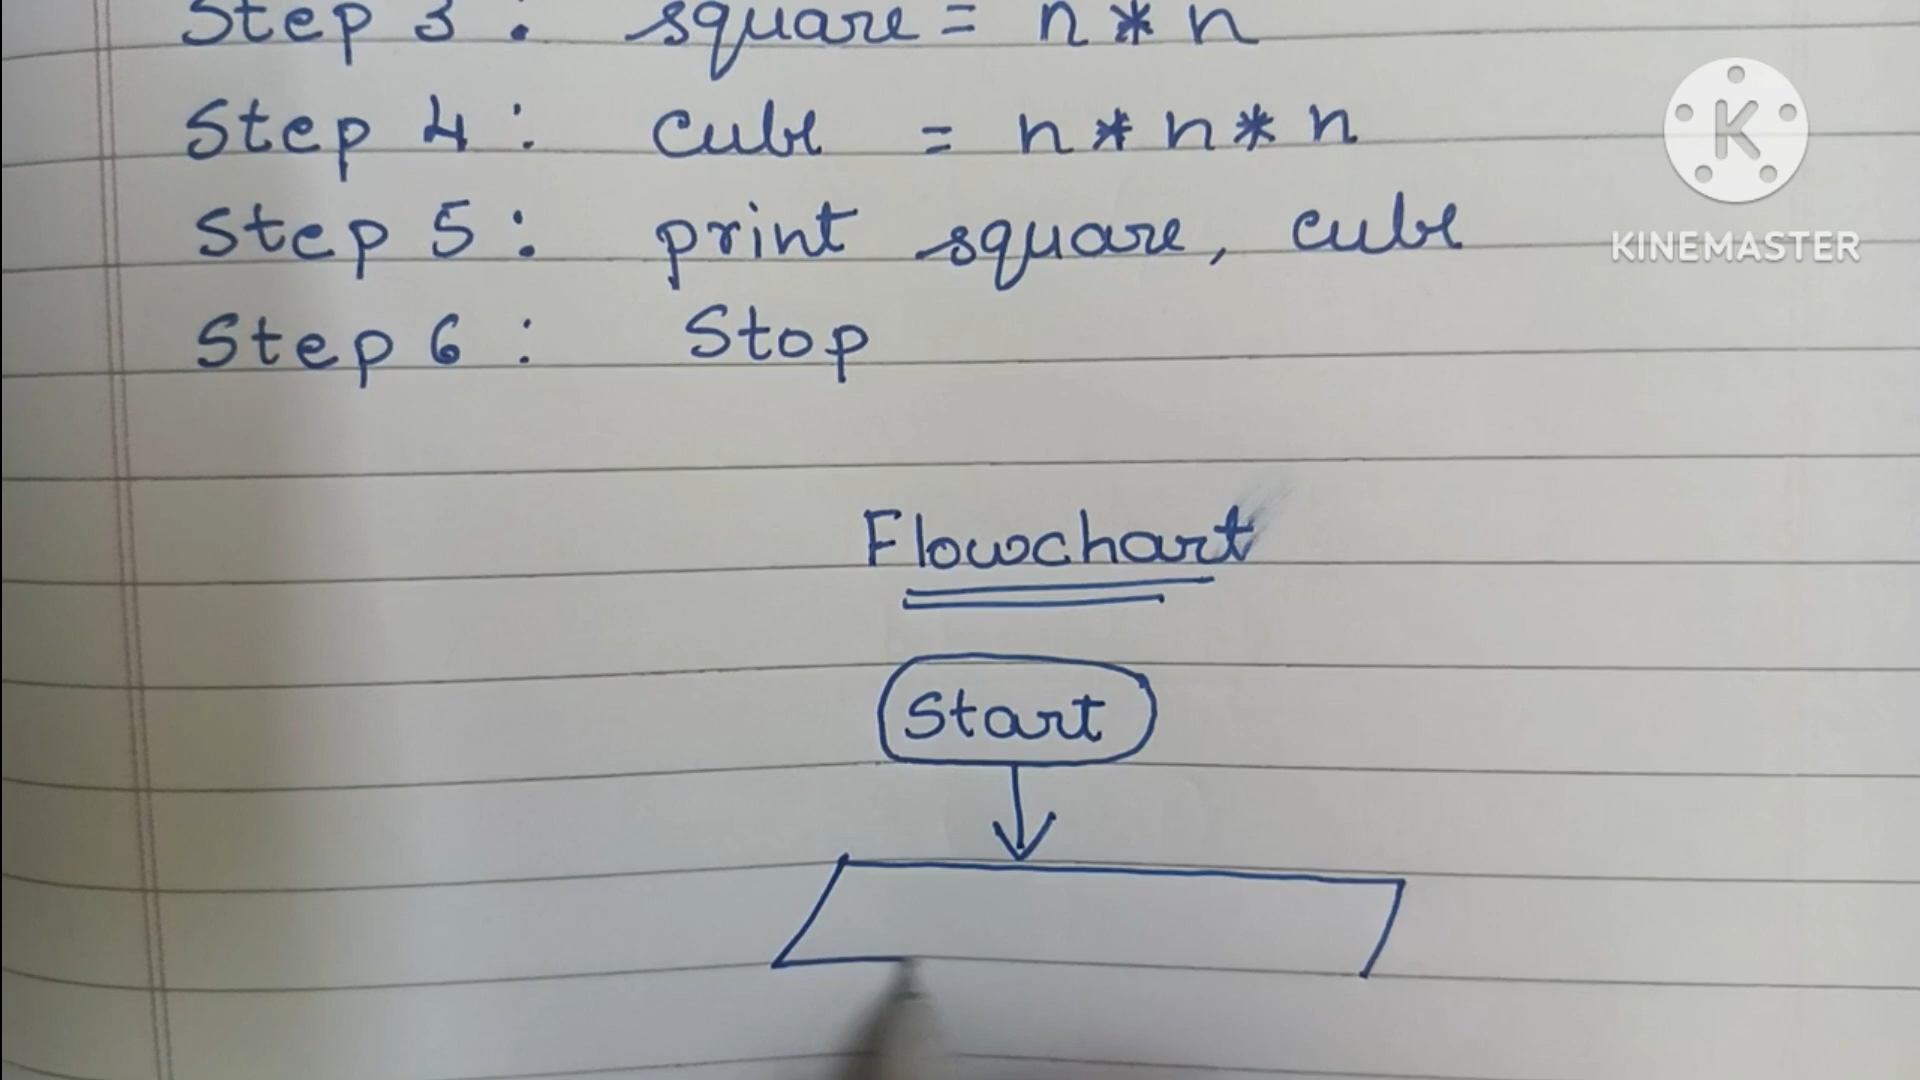 Step 3 : square = n * n
Step 4 : cube = n * n * n
Step 5 : print square, cube
Step 6 : Stop
K
KINEMASTER
Flowchart
Start